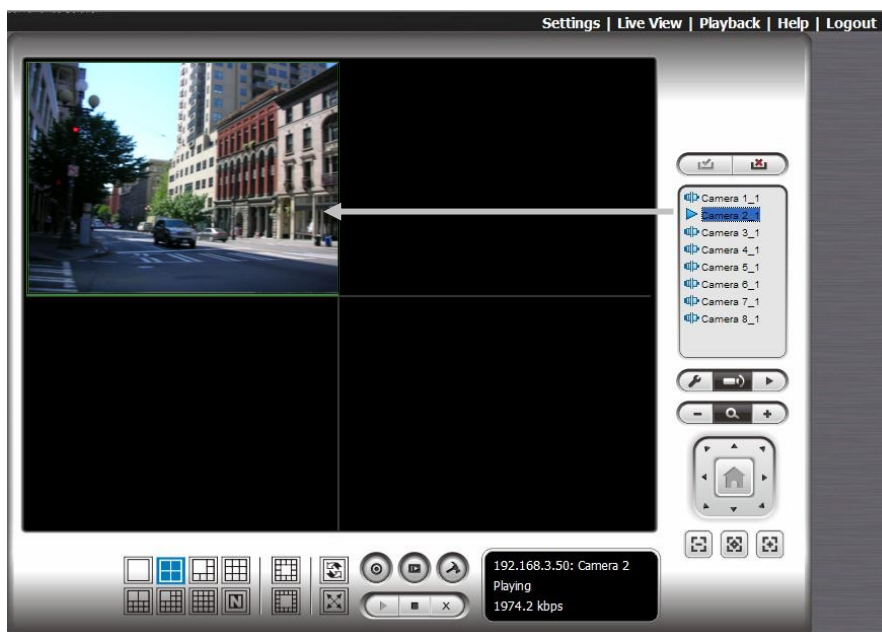 Settings | Live View | Playback | Help | Logout
Camera 1_1
Camera 2_1
Camera 3_1
Camera 4_1
Camera 5_1
Camera 6_1
Camera 7_1
Camera 8_1
N
192.168.3.50: Camera 2
Playing
1974.2 kbps